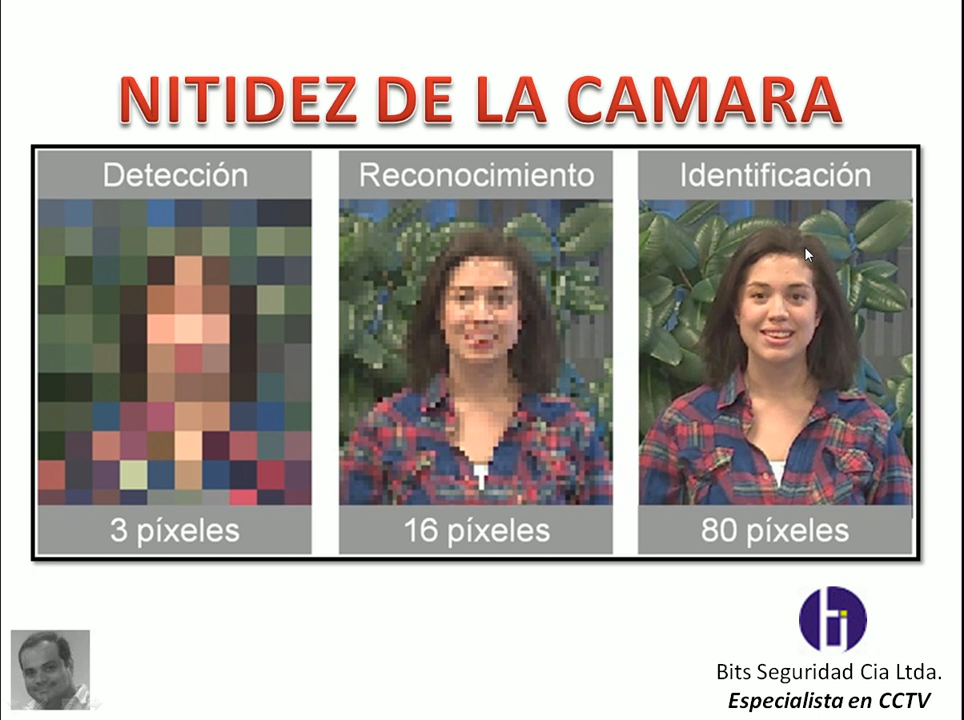 NITIDEZ DE LA CAMARA
Detección
Reconocimiento
Identificación
3 píxeles
16 píxeles
80 píxeles
Bits Seguridad Cia Ltda.
Especialista en CCTV